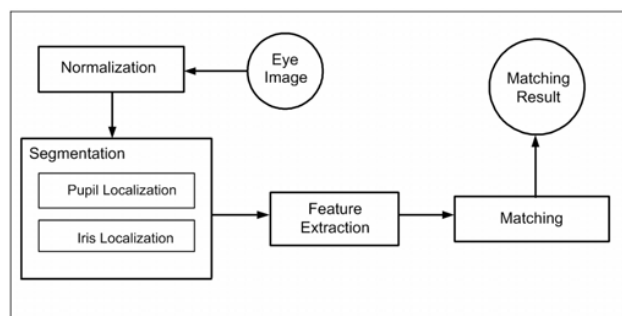 Normalization
Eye
Image
Matching
Result
Segmentation
Pupil Localization
Iris Localization
Feature
Extraction
Matching